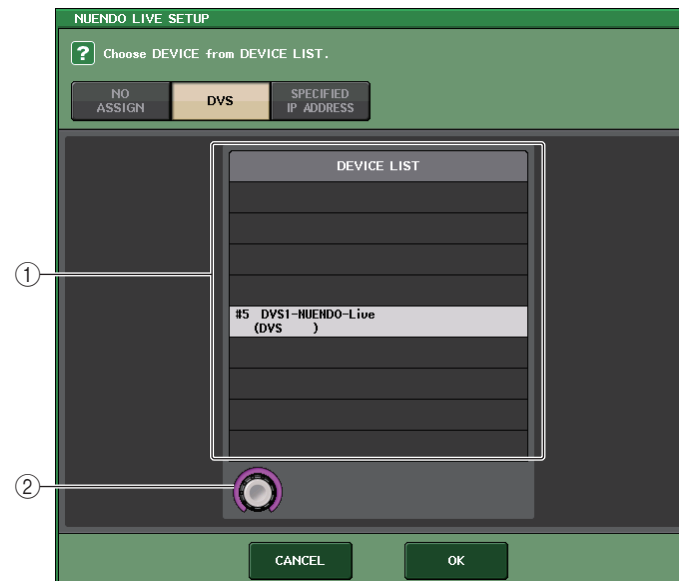 NUENDO LIVE SETUP
? Choose DEVICE from DEVICE LIST.
NO ASSIGN
DVS
SPECIFIED IP ADDRESS
DEVICE LIST
1
#5 DVS1-NUENDO-Live
(DVS )
2
CANCEL
OK